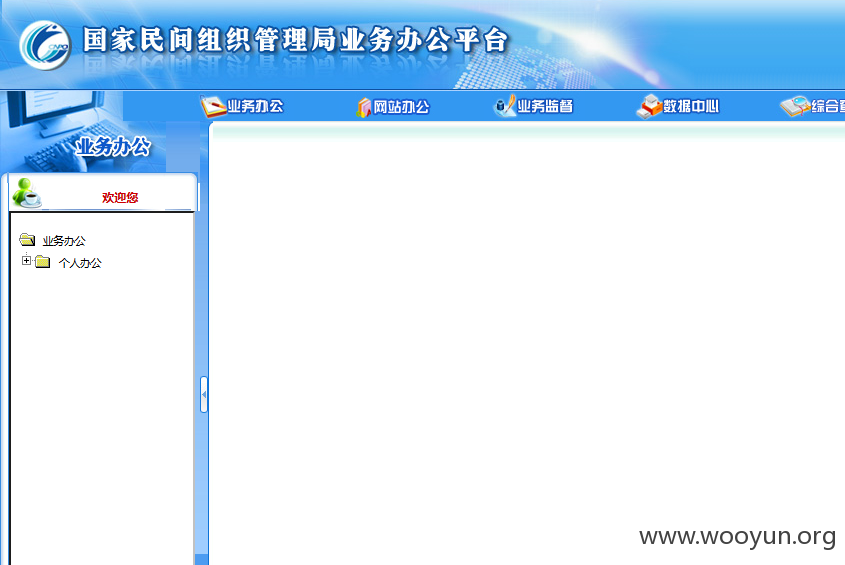 国家民间组织管理局业务办公平台
业务办公 网站办公 业务监督 数据中心 综合
业务办公
欢迎您
业务办公
个人办公
www.wooyun.org